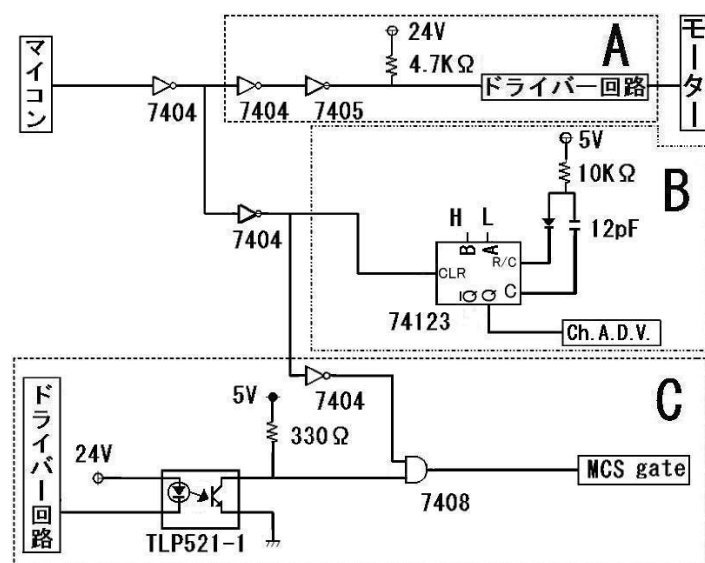 マイコン
7404
7404
7405
24V
4.7KΩ
A
ドライバー回路
モーター
7404
B
5V
10KΩ
12pF
H L
B A
R/C
CLR
Q Q C
74123
Ch.A.D.V.
C
ドライバー回路
24V
5V
330Ω
7404
7408
MCS gate
TLP521-1